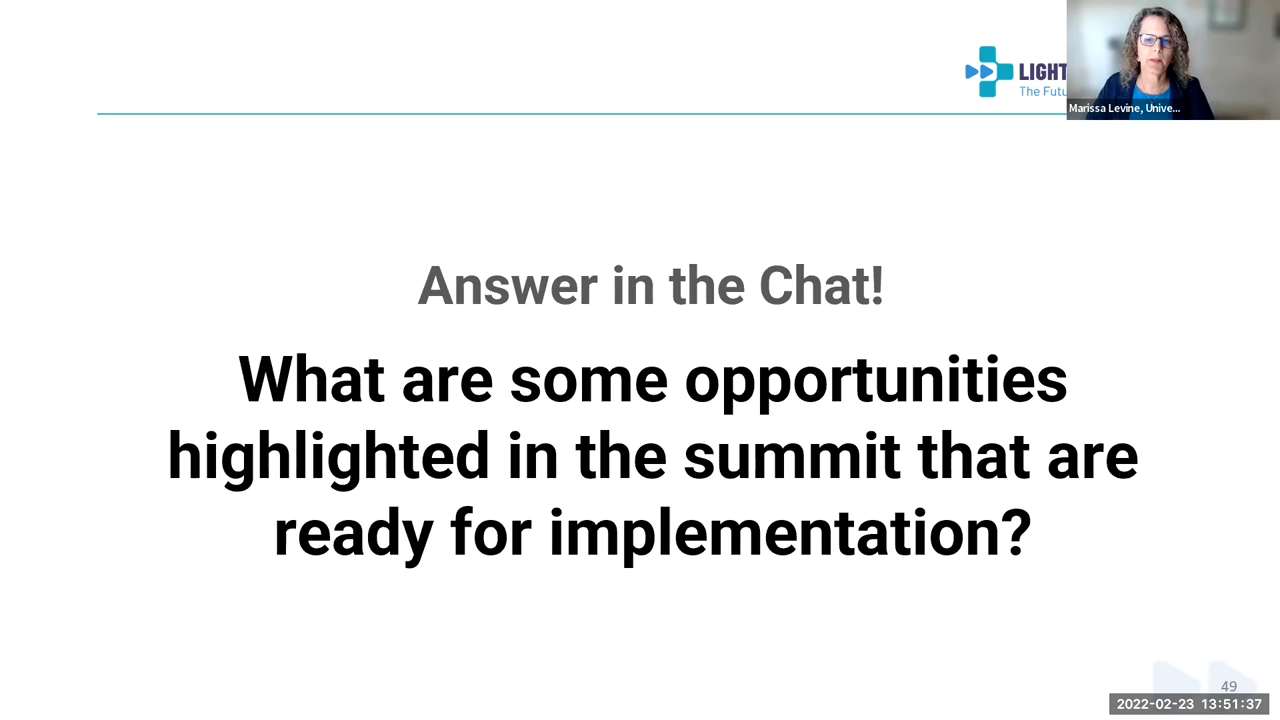 LIGHT
The Futu
Marissa Levine, Unive...
Answer in the Chat!
What are some opportunities
highlighted in the summit that are
ready for implementation?
49
2022-02-23 13:51:37